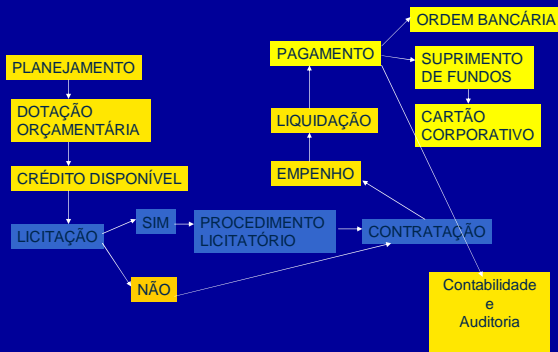 PLANEJAMENTO
DOTAÇÃO
ORÇAMENTÁRIA
CRÉDITO DISPONÍVEL
LICITAÇÃO
SIM
NÃO
PROCEDIMENTO
LICITATÓRIO
CONTRATAÇÃO
EMPENHO
LIQUIDAÇÃO
PAGAMENTO
ORDEM BANCÁRIA
SUPRIMENTO
DE FUNDOS
CARTÃO
CORPORATIVO
Contabilidade
e
Auditoria